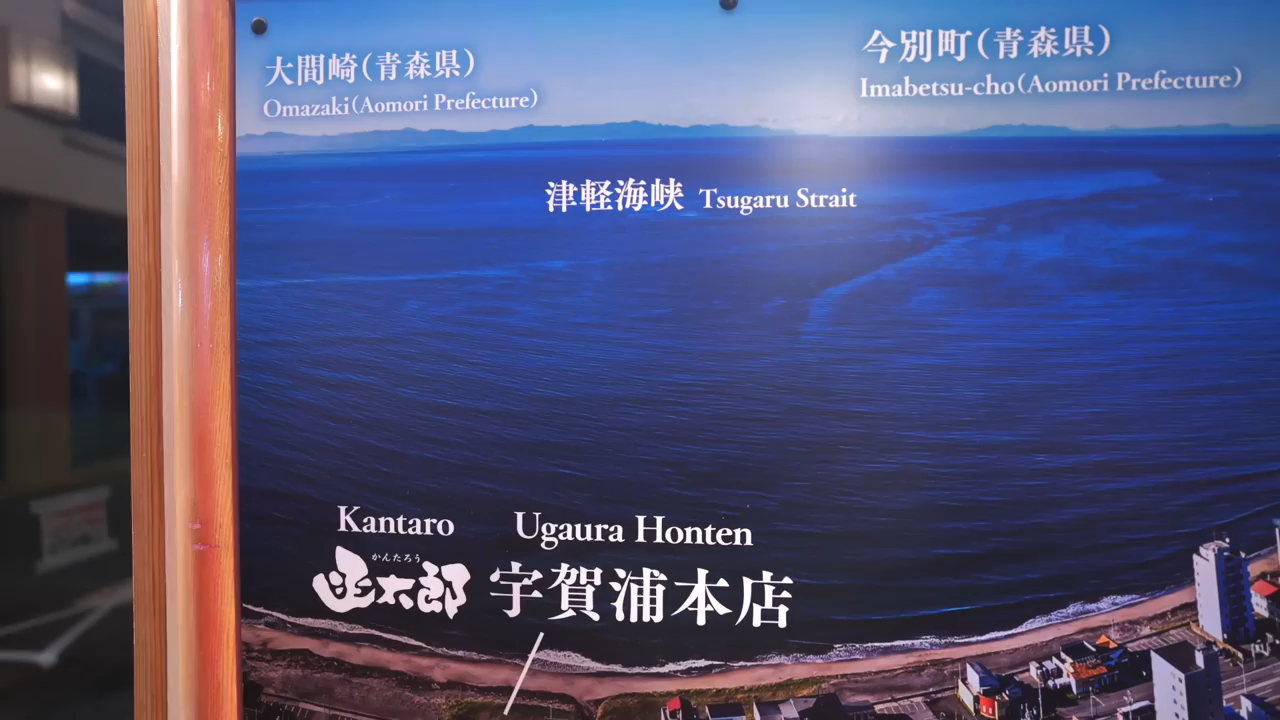 大間崎(青森県)
Omazaki(Aomori Prefecture)
今別町(青森県)
Imabetsu-cho(Aomori Prefecture)
津軽海峡 Tsugaru Strait
Kantaro Ugaura Honten
かんたろう
函太郎 宇賀浦本店